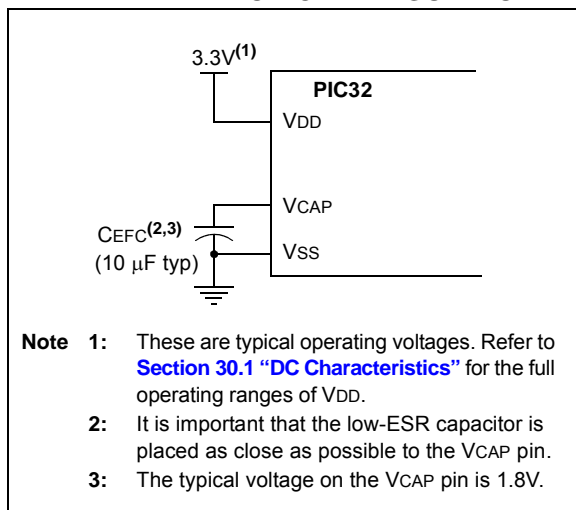 3.3V(1)
PIC32
VDD
VCAP
CEFC(2,3)
(10 μF typ)
VSS
Note 1: These are typical operating voltages. Refer to
Section 30.1 “DC Characteristics” for the full
operating ranges of VDD.
2: It is important that the low-ESR capacitor is
placed as close as possible to the VCAP pin.
3: The typical voltage on the VCAP pin is 1.8V.